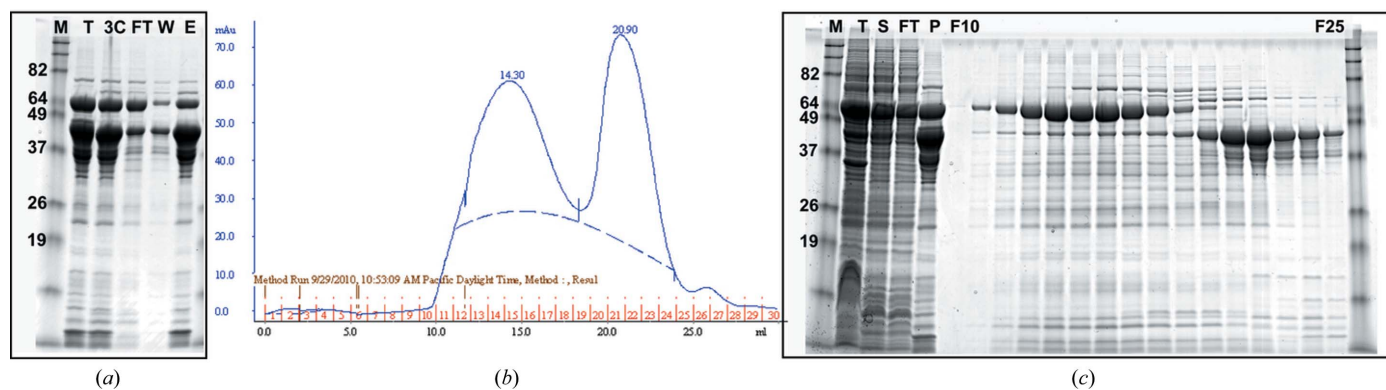 M T 3C FT W E
82
64
49
37
26
19
(a)
mAu
70.0
60.0
50.0
40.0
30.0
20.0
10.0
0.0
14.30
20.90
Method Run 9/29/2010, 10:53:09 AM Pacific Daylight Time, Method : , Resul
1 2 3 4 5 6 7 8 9 10 11 12 13 14 15 16 17 18 19 20 21 22 23 24 25 26 27 28 29 30
0.0 5.0 10.0 15.0 20.0 25.0 ml
(b)
M T S FT P F10 F25
82
64
49
37
26
19
(c)